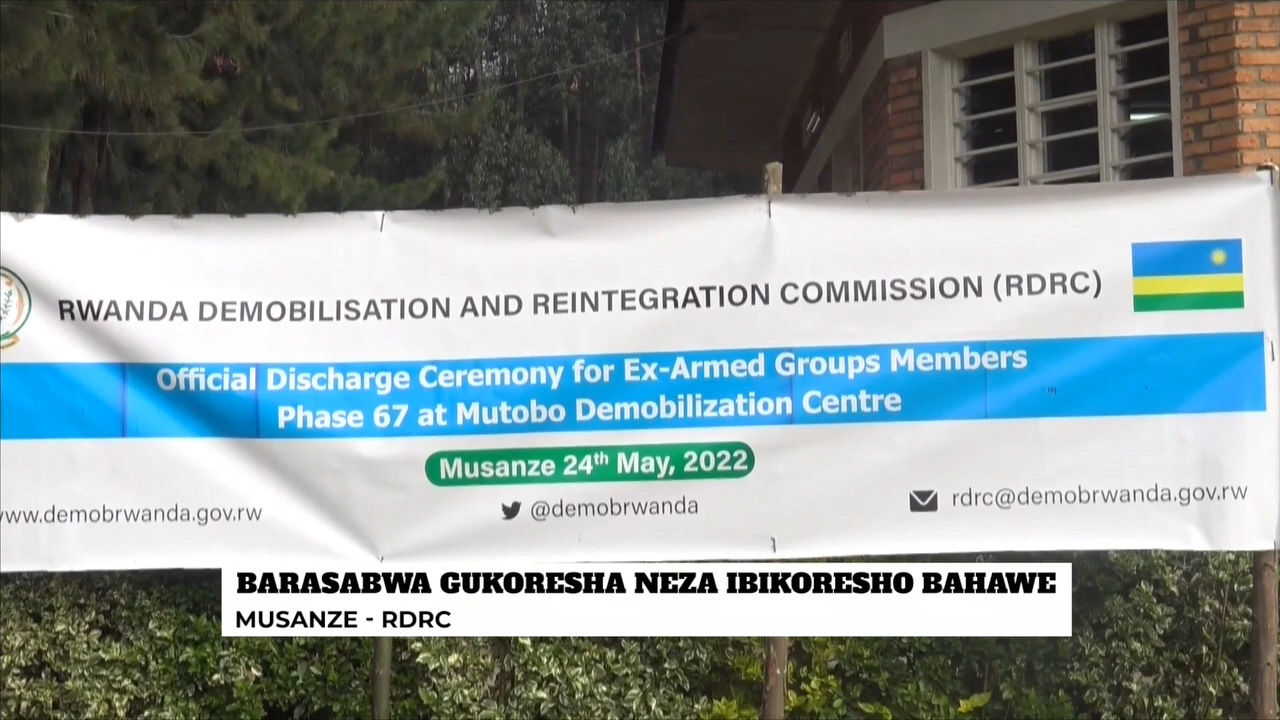 RWANDA DEMOBILISATION AND REINTEGRATION COMMISSION (RDRC)
Official Discharge Ceremony for Ex-Armed Groups Members
Phase 67 at Mutobo Demobilization Centre
Musanze 24th May, 2022
www.demobrwanda.gov.rw
@demobrwanda
rdrc@demobrwanda.gov.rw
BARASABWA GUKORESHA NEZA IBIKORESHO BAHAWE
MUSANZE - RDRC